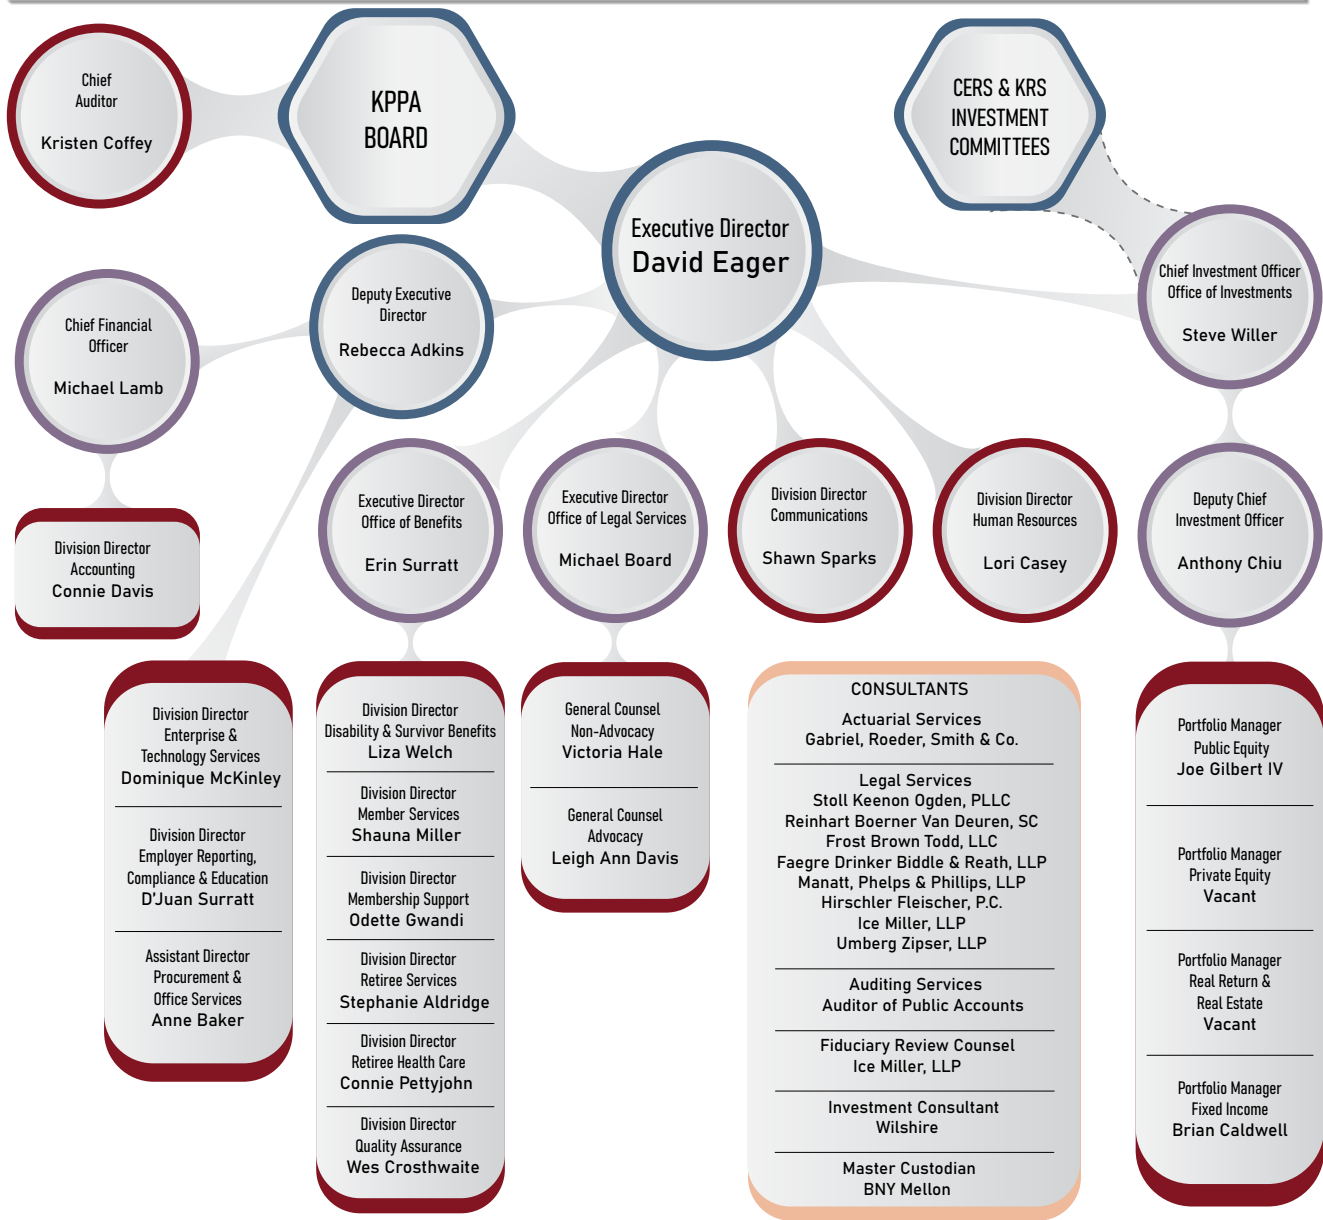 Chief
Auditor
Kristen Coffey
KPPA
BOARD
CERS & KRS
INVESTMENT
COMMITTEES
Executive Director
David Eager
Deputy Executive
Director
Rebecca Adkins
Chief Investment Officer
Office of Investments
Steve Willer
Chief Financial
Officer
Michael Lamb
Division Director
Accounting
Connie Davis
Executive Director
Office of Benefits
Erin Surratt
Executive Director
Office of Legal Services
Michael Board
Division Director
Communications
Shawn Sparks
Division Director
Human Resources
Lori Casey
Deputy Chief
Investment Officer
Anthony Chiu
Division Director
Enterprise &
Technology Services
Dominique McKinley
Division Director
Employer Reporting,
Compliance & Education
D'Juan Surratt
Assistant Director
Procurement &
Office Services
Anne Baker
Division Director
Disability & Survivor Benefits
Liza Welch
Division Director
Member Services
Shauna Miller
Division Director
Membership Support
Odette Gwandi
Division Director
Retiree Services
Stephanie Aldridge
Division Director
Retiree Health Care
Connie Pettyjohn
Division Director
Quality Assurance
Wes Crosthwaite
General Counsel
Non-Advocacy
Victoria Hale
General Counsel
Advocacy
Leigh Ann Davis
CONSULTANTS
Actuarial Services
Gabriel, Roeder, Smith & Co.
Legal Services
Stoll Keenon Ogden, PLLC
Reinhart Boerner Van Deuren, SC
Frost Brown Todd, LLC
Faegre Drinker Biddle & Reath, LLP
Manatt, Phelps & Phillips, LLP
Hirschler Fleischer, P.C.
Ice Miller, LLP
Umberg Zipser, LLP
Auditing Services
Auditor of Public Accounts
Fiduciary Review Counsel
Ice Miller, LLP
Investment Consultant
Wilshire
Master Custodian
BNY Mellon
Portfolio Manager
Public Equity
Joe Gilbert IV
Portfolio Manager
Private Equity
Vacant
Portfolio Manager
Real Return &
Real Estate
Vacant
Portfolio Manager
Fixed Income
Brian Caldwell